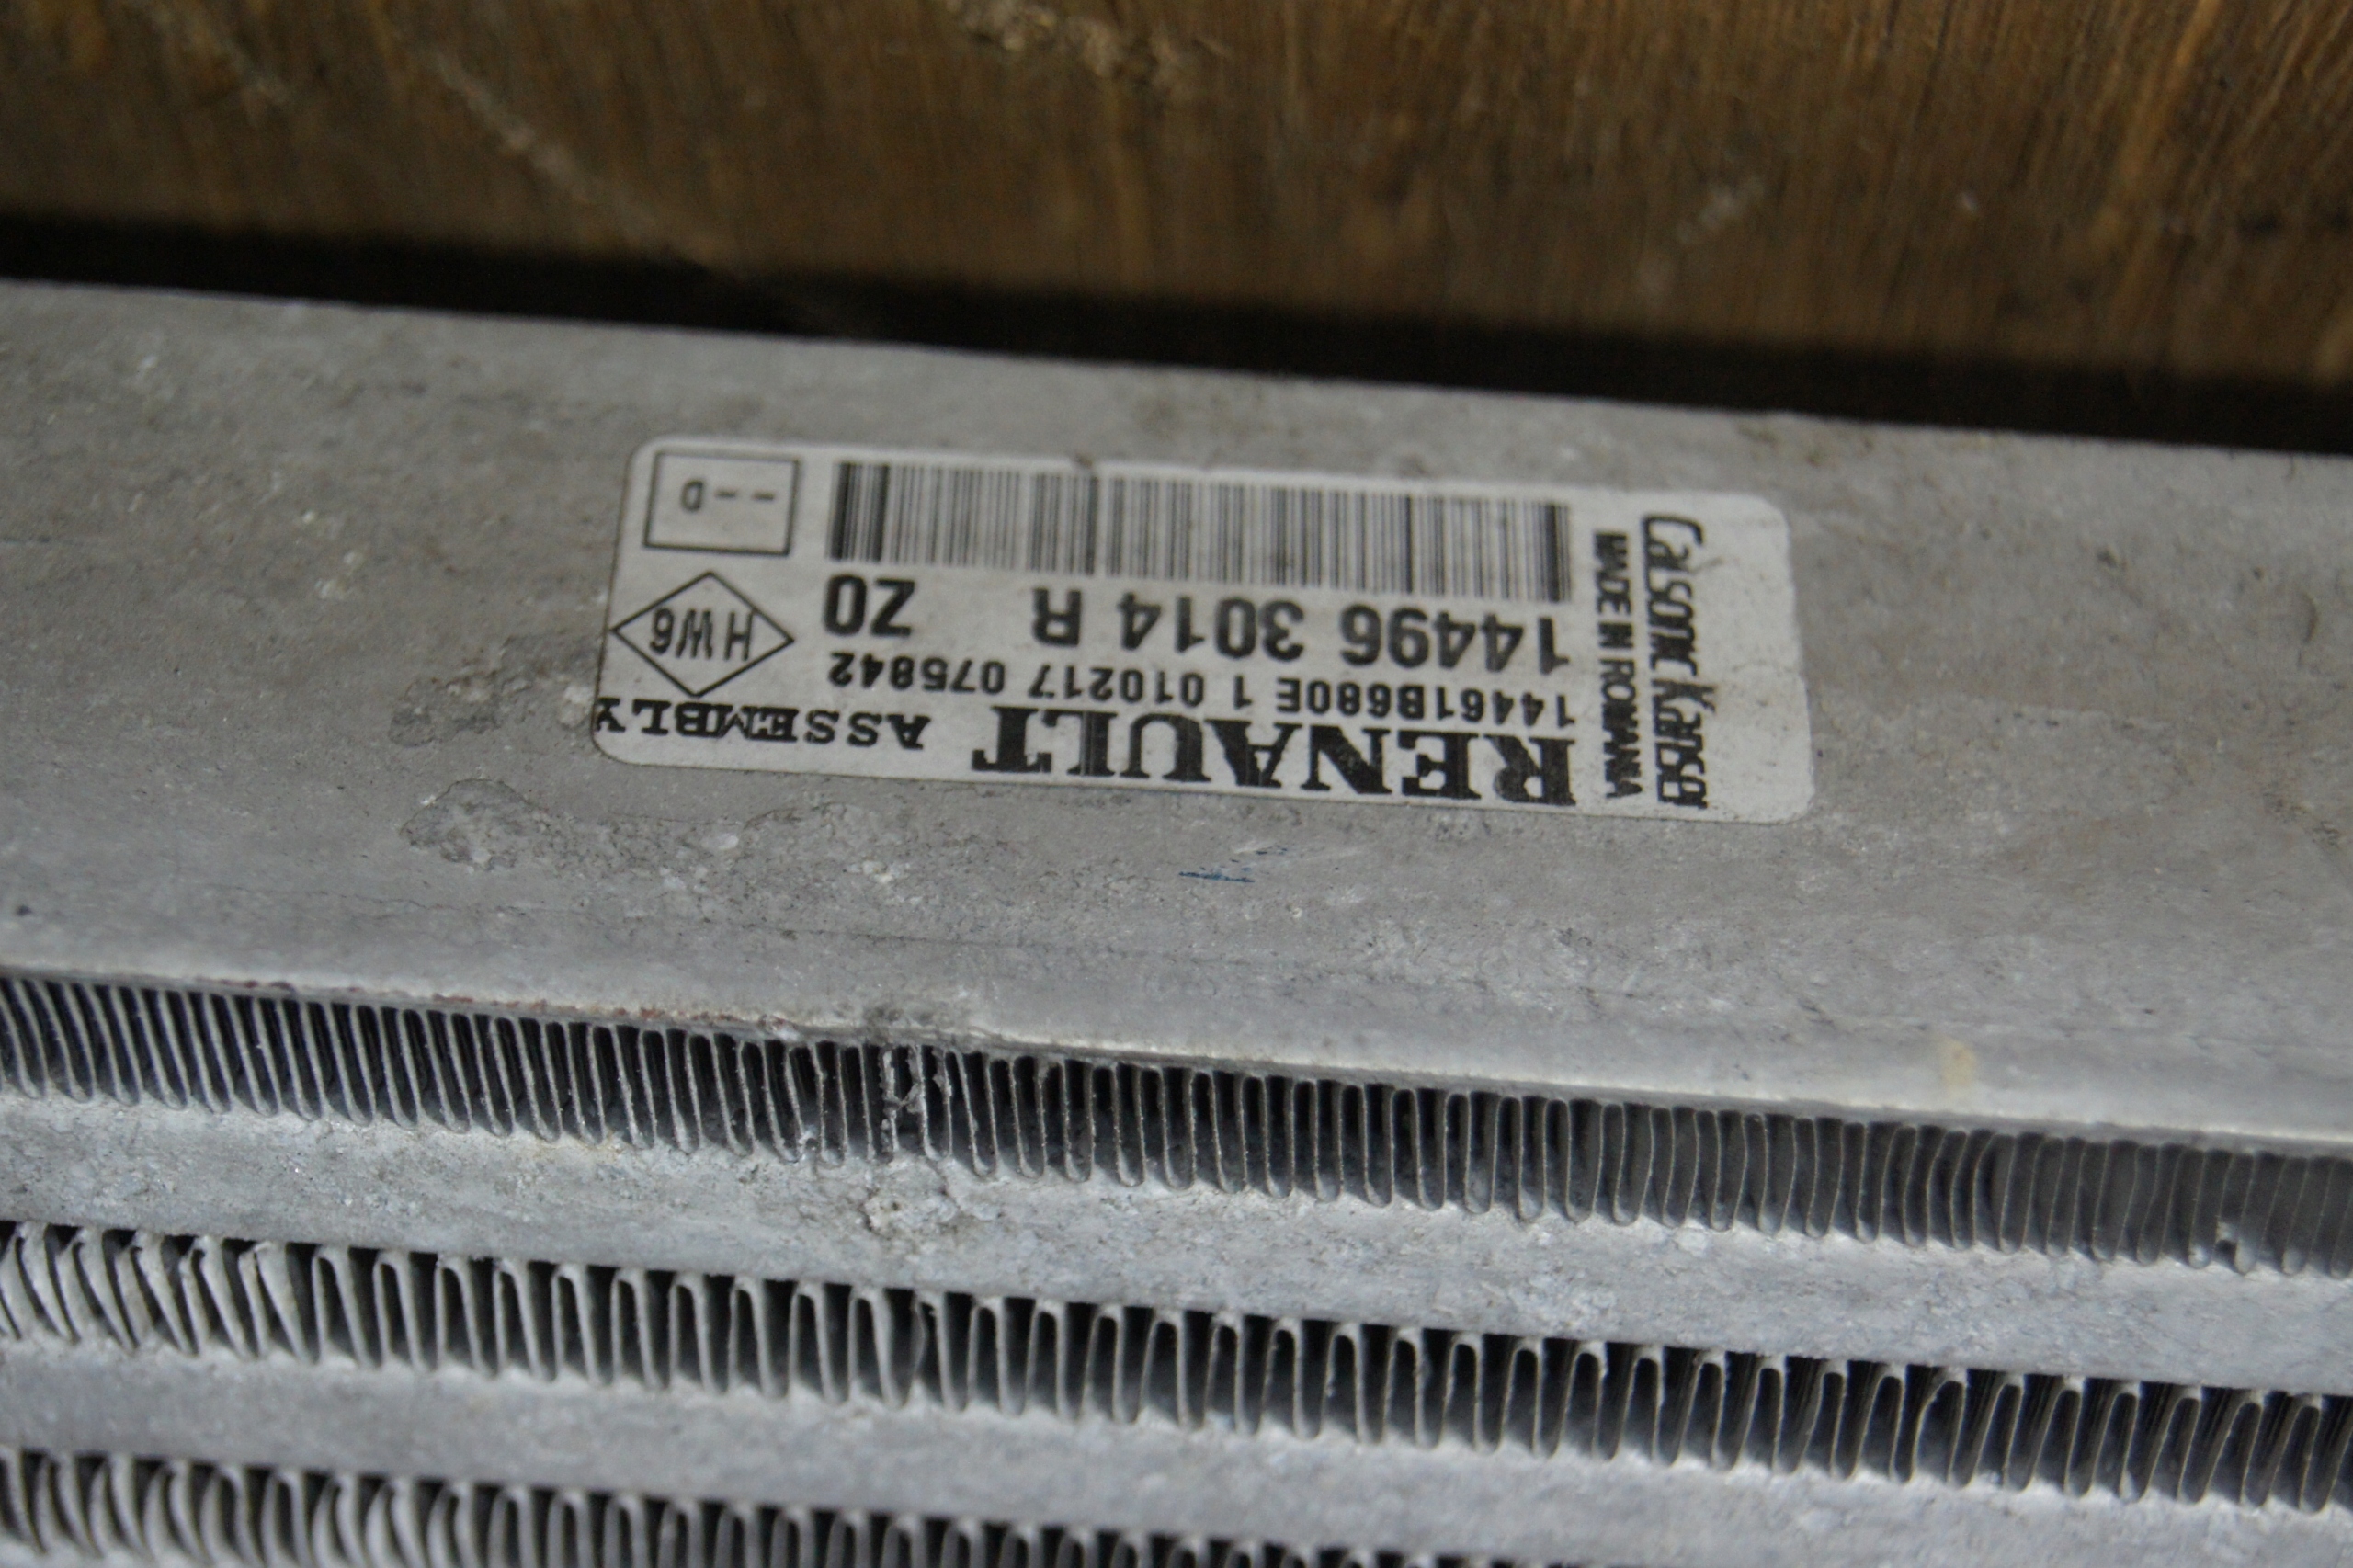 Calsonic Kansei
MADE IN ROMANIA
RENAULT ASSEMBLY
14461B680E 1 010217 075842
14496 3014 R Z0
HW6
--D